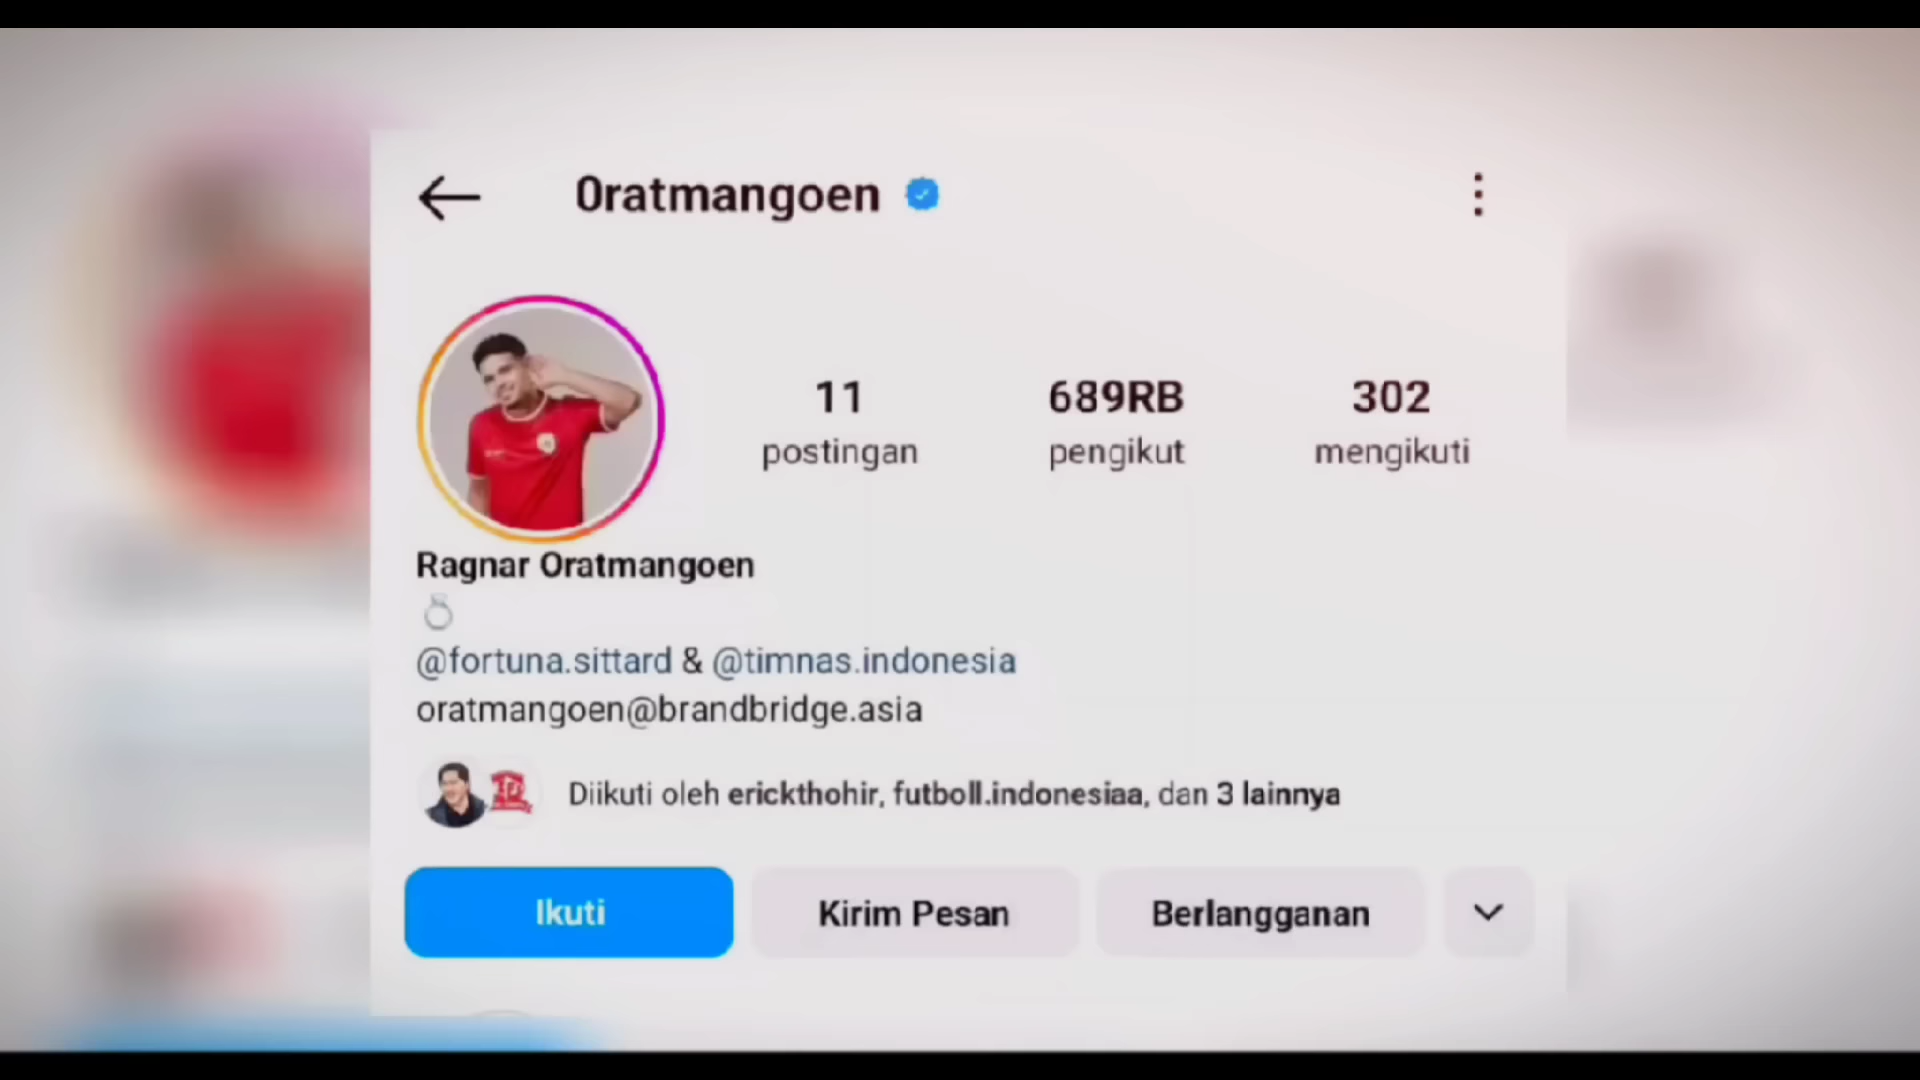 0ratmangoen
11
689RB
302
postingan
pengikut
mengikuti
Ragnar Oratmangoen
@fortuna.sittard & @timnas.indonesia
oratmangoen@brandbridge.asia
Diikuti oleh erickthohir, futboll.indonesiaa, dan 3 lainnya
Ikuti
Kirim Pesan
Berlangganan